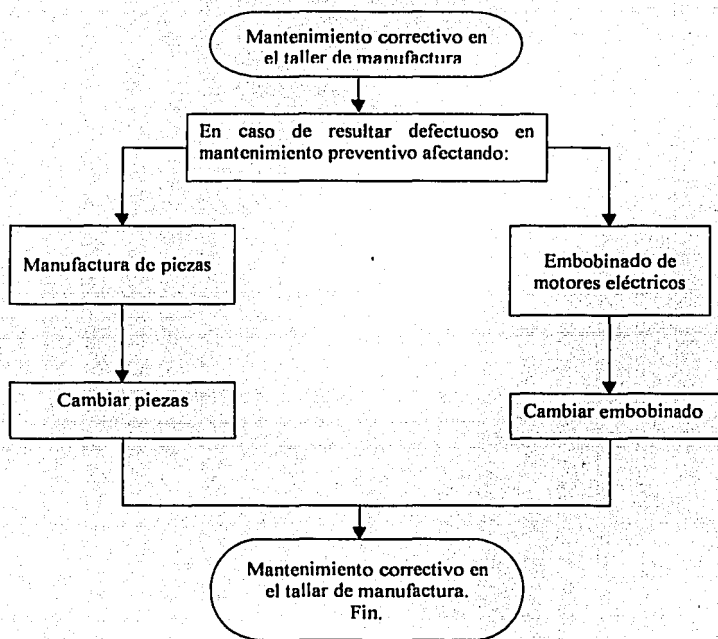 Mantenimiento correctivo en
el taller de manufactura
En caso de resultar defectuoso en
mantenimiento preventivo afectando:
Manufactura de piezas
Embobinado de
motores eléctricos
Cambiar piezas
Cambiar embobinado
Mantenimiento correctivo en
el tallar de manufactura.
Fin.